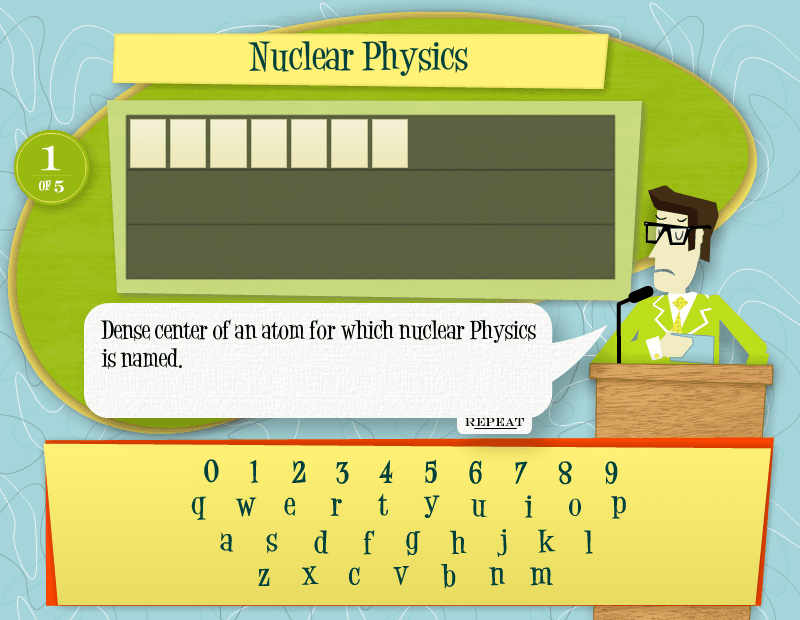 Nuclear Physics
1
OF 5
Dense center of an atom for which nuclear Physics
is named.
REPEAT
0 1 2 3 4 5 6 7 8 9
q w e r t y u i o p
a s d f g h j k l
z x c v b n m